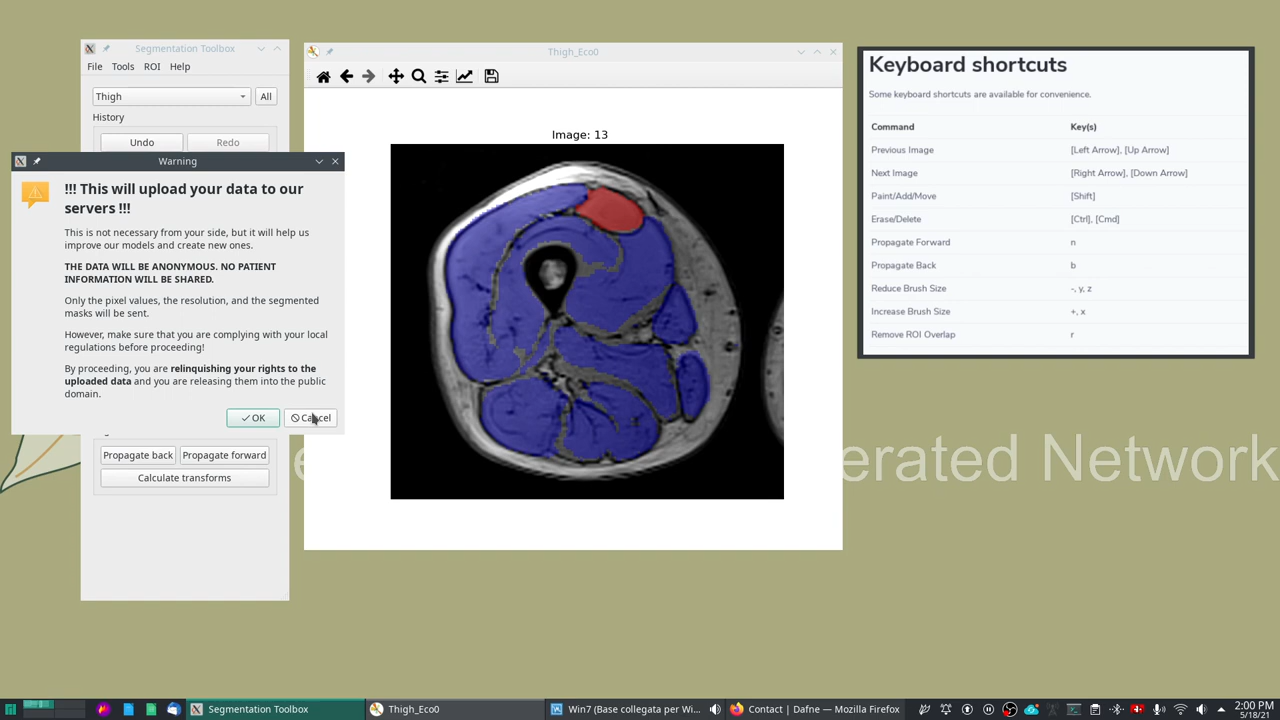 Segmentation Toolbox
File Tools ROI Help
Thigh
All
History
Undo Redo
Warning
!!! This will upload your data to our
servers !!!
This is not necessary from your side, but it will help us
improve our models and create new ones.
THE DATA WILL BE ANONYMOUS. NO PATIENT
INFORMATION WILL BE SHARED.
Only the pixel values, the resolution, and the segmented
masks will be sent.
However, make sure that you are complying with your local
regulations before proceeding!
By proceeding, you are relinquishing your rights to the
uploaded data and you are releasing them into the public
domain.
OK Cancel
Propagate back Propagate forward
Calculate transforms
Thigh_Eco0
Image: 13
Keyboard shortcuts
Some keyboard shortcuts are available for convenience.
Command Key(s)
Previous Image [Left Arrow], [Up Arrow]
Next Image [Right Arrow], [Down Arrow]
Paint/Add/Move [Shift]
Erase/Delete [Ctrl], [Cmd]
Propagate Forward n
Propagate Back b
Reduce Brush Size -, y, z
Increase Brush Size +, x
Remove ROI Overlap r
erated Network
Segmentation Toolbox Thigh_Eco0 Win7 (Base collegata per Wi... Contact | Dafne — Mozilla Firefox 2:00 PM
5/18/21